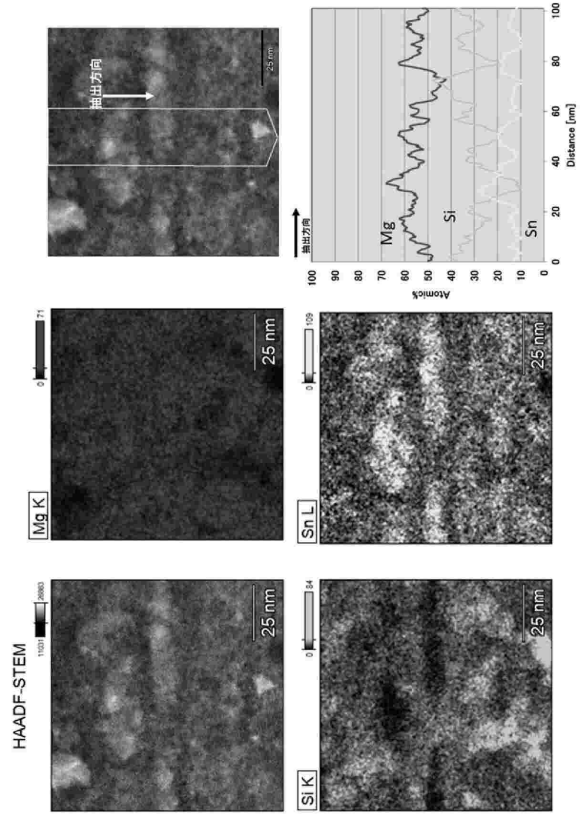 HAADF-STEM
11031 26983
25 nm
Mg K
0 71
25 nm
抽出方向
25 nm
Si K
0 84
25 nm
Sn L
0 109
25 nm
抽出方向
100
90
80
70
60
50
40
30
20
10
0
Atomic%
Mg
Si
Sn
0 20 40 60 80 100
Distance [nm]